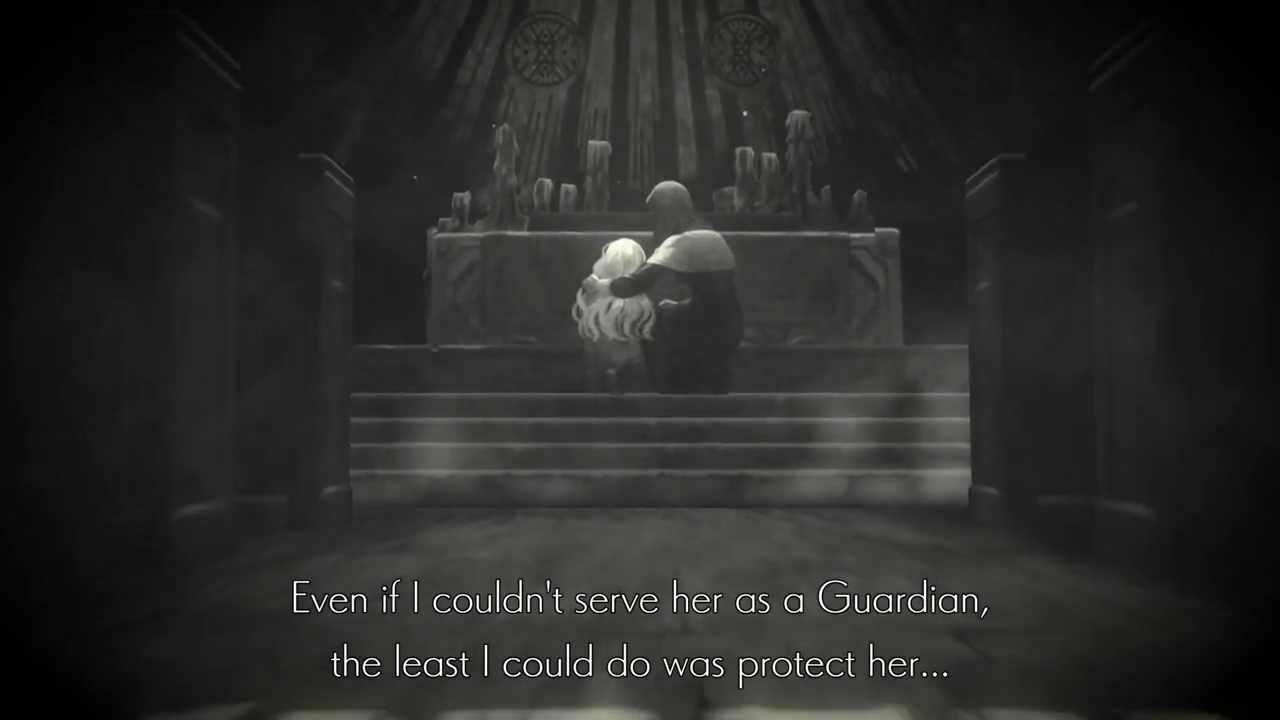 Even if I couldn't serve her as a Guardian,
the least I could do was protect her...